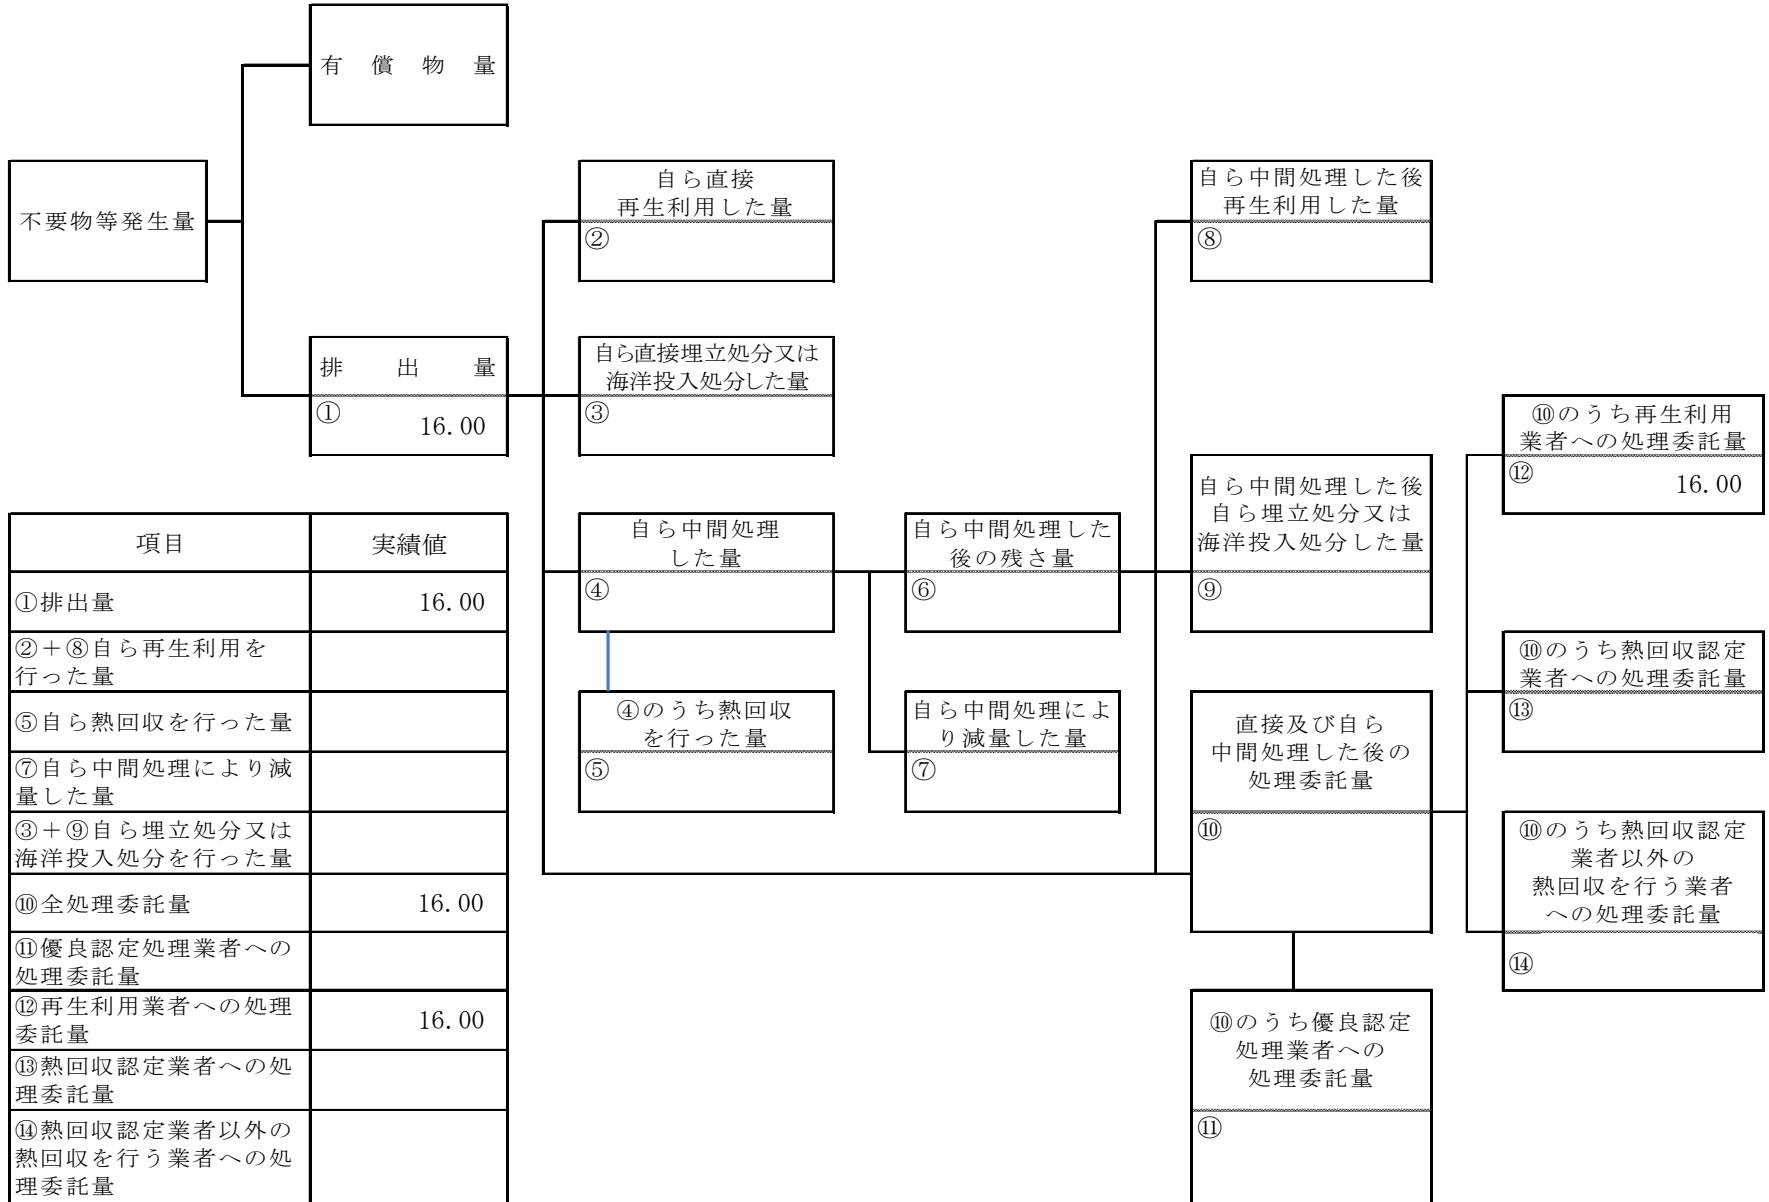 有償物量
不要物等発生量
排出量
①
16.00
自ら直接
再生利用した量
②
自ら直接埋立処分又は
海洋投入処分した量
③
自ら中間処理
した量
④
④のうち熱回収
を行った量
⑤
自ら中間処理した
後の残さ量
⑥
自ら中間処理によ
り減量した量
⑦
自ら中間処理した後
再生利用した量
⑧
自ら中間処理した後
自ら埋立処分又は
海洋投入処分した量
⑨
直接及び自ら
中間処理した後の
処理委託量
⑩
⑩のうち優良認定
処理業者への
処理委託量
⑪
⑩のうち再生利用
業者への処理委託量
⑫
16.00
⑩のうち熱回収認定
業者への処理委託量
⑬
⑩のうち熱回収認定
業者以外の
熱回収を行う業者
への処理委託量
⑭
項目 実績値
①排出量 16.00
②+⑧自ら再生利用を
行った量
⑤自ら熱回収を行った量
⑦自ら中間処理により減
量した量
③+⑨自ら埋立処分又は
海洋投入処分を行った量
⑩全処理委託量 16.00
⑪優良認定処理業者への
処理委託量
⑫再生利用業者への処理
委託量 16.00
⑬熱回収認定業者への処
理委託量
⑭熱回収認定業者以外の
熱回収を行う業者への処
理委託量